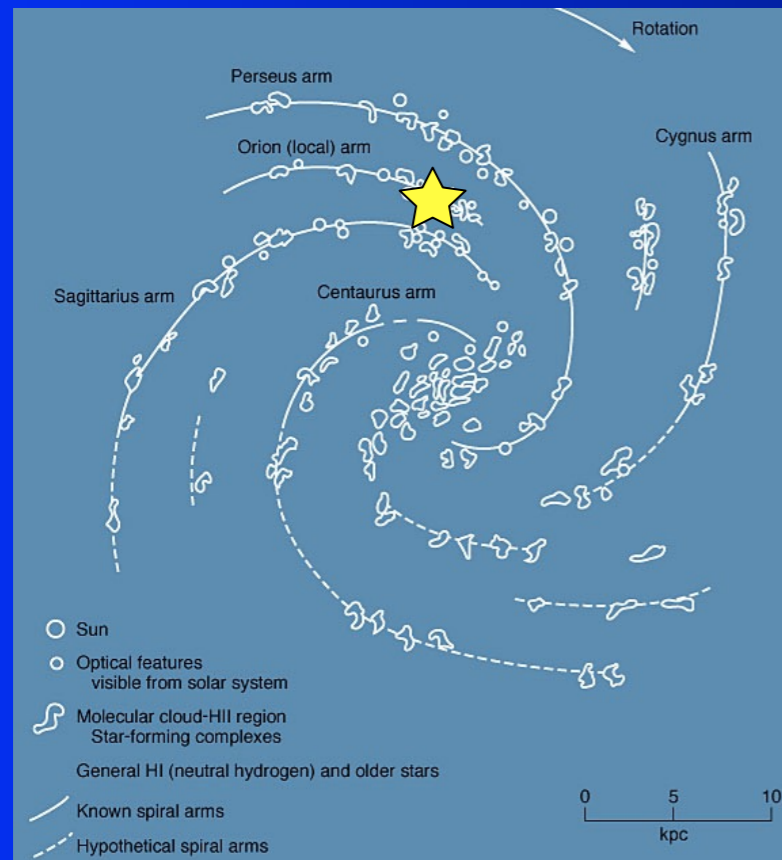 Rotation
Perseus arm
Cygnus arm
Orion (local) arm
Sagittarius arm
Centaurus arm
Sun
Optical features
visible from solar system
Molecular cloud-HII region
Star-forming complexes
General HI (neutral hydrogen) and older stars
Known spiral arms
Hypothetical spiral arms
0 5 10
kpc